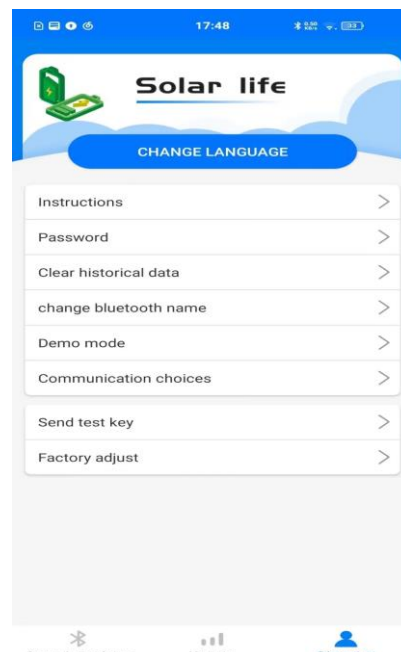 17:48
Solar life
CHANGE LANGUAGE
Instructions
Password
Clear historical data
change bluetooth name
Demo mode
Communication choices
Send test key
Factory adjust